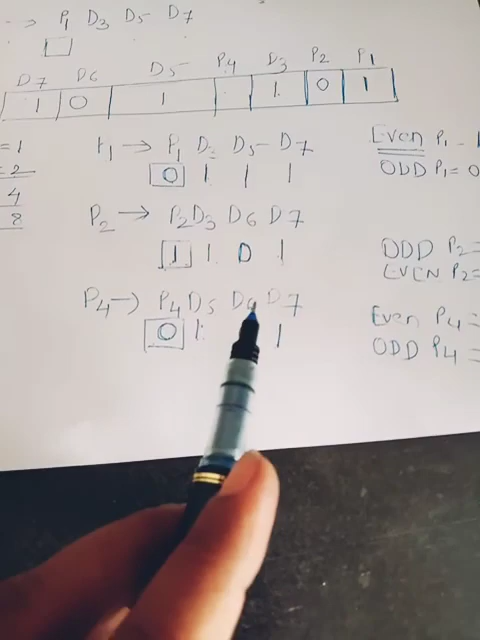 → P1 D3 D5 D7
D7 D6 D5 P4 D3 P2 P1
1 0 1 1 0 1
= 1
= 2
4
8
P1 → P1 D3 D5 D7
0 1 1 1
P2 → P2 D3 D6 D7
1 1 0 1
P4 → P4 D5 D6 D7
0 1 1
Even P1 -
ODD P1 = 0
ODD P2 =
EVEN P2 =
Even P4 =
ODD P4 =